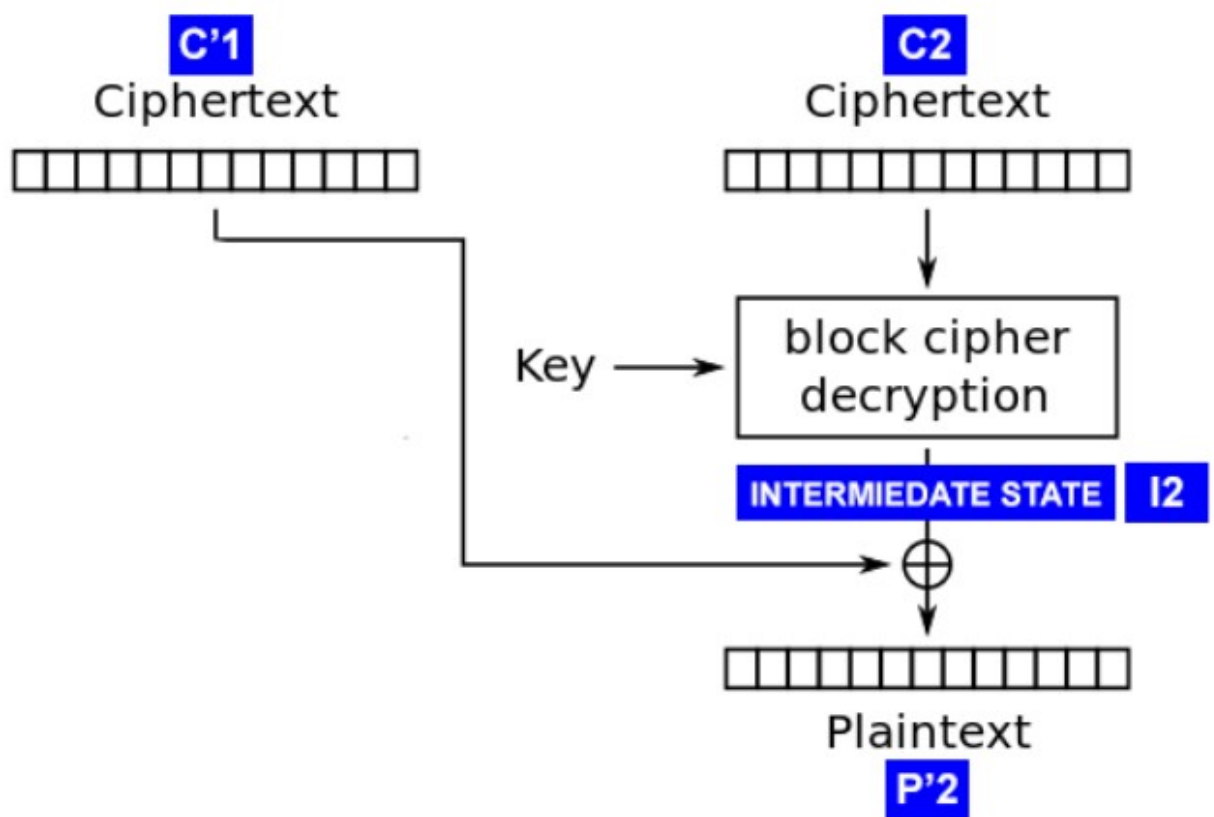 C'1
Ciphertext
C2
Ciphertext
Key
block cipher
decryption
INTERMIEDATE STATE
I2
Plaintext
P'2